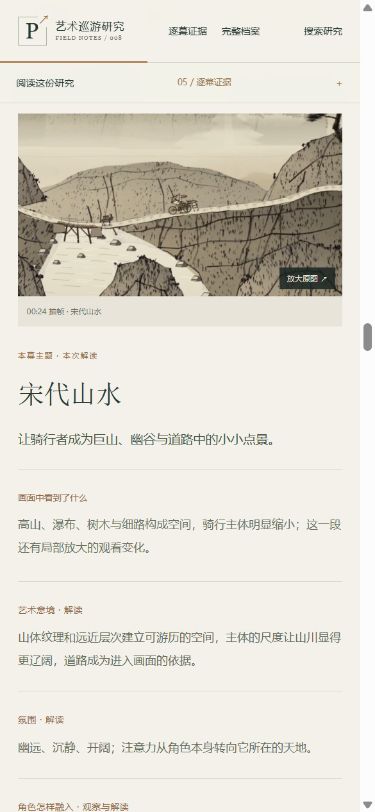 P
艺术巡游研究
FIELD NOTES / 008
逐幕证据
完整档案
搜索研究
阅读这份研究
05 / 逐幕证据
+
放大原图 ↗
00:24 抽帧 · 宋代山水
本幕主题 · 本次解读
宋代山水
让骑行者成为巨山、幽谷与道路中的小小点景。
画面中看到了什么
高山、瀑布、树木与细路构成空间，骑行主体明显缩小；这一段
还有局部放大的观看变化。
艺术意境 · 解读
山体纹理和远近层次建立可游历的空间，主体的尺度让山川显得
更辽阔，道路成为进入画面的依据。
氛围 · 解读
幽远、沉静、开阔；注意力从角色本身转向它所在的天地。
角色怎样融入 · 观察与解读